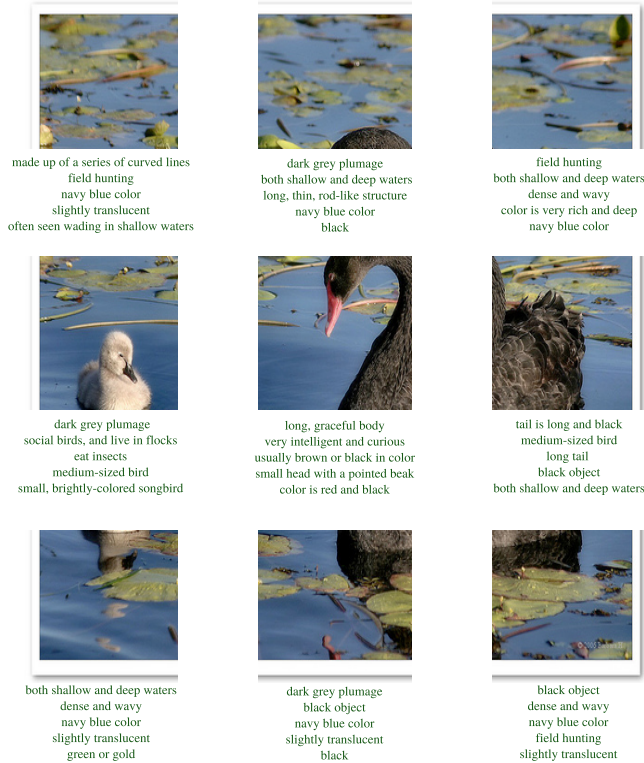 made up of a series of curved lines
field hunting
navy blue color
slightly translucent
often seen wading in shallow waters
dark grey plumage
both shallow and deep waters
long, thin, rod-like structure
navy blue color
black
field hunting
both shallow and deep waters
dense and wavy
color is very rich and deep
navy blue color
dark grey plumage
social birds, and live in flocks
eat insects
medium-sized bird
small, brightly-colored songbird
long, graceful body
very intelligent and curious
usually brown or black in color
small head with a pointed beak
color is red and black
tail is long and black
medium-sized bird
long tail
black object
both shallow and deep waters
both shallow and deep waters
dense and wavy
navy blue color
slightly translucent
green or gold
dark grey plumage
black object
navy blue color
slightly translucent
black
black object
dense and wavy
navy blue color
field hunting
slightly translucent